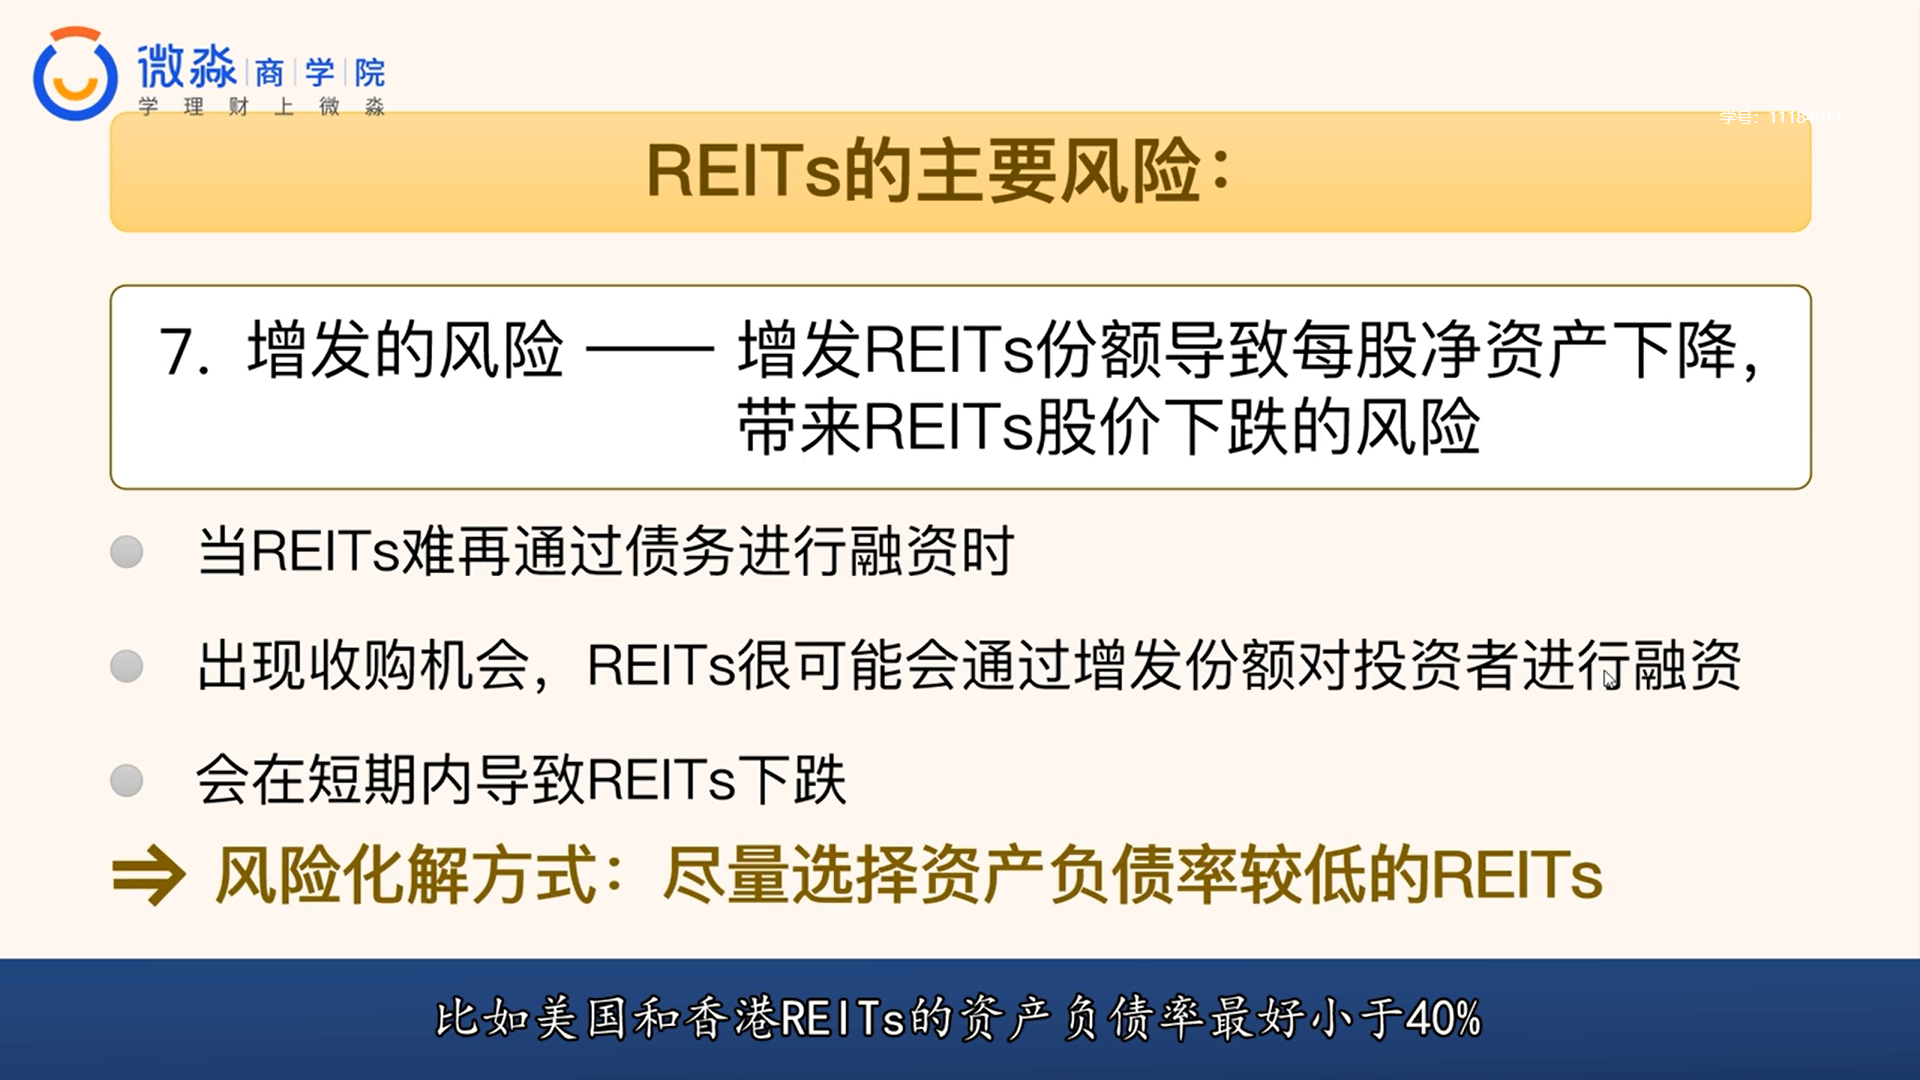 微淼 商 学 院
学理财上微淼
REITs的主要风险：
7. 增发的风险 —— 增发REITs份额导致每股净资产下降，
带来REITs股价下跌的风险
当REITs难再通过债务进行融资时
出现收购机会，REITs很可能会通过增发份额对投资者进行融资
会在短期内导致REITs下跌
⇒ 风险化解方式：尽量选择资产负债率较低的REITs
比如美国和香港REITs的资产负债率最好小于40%